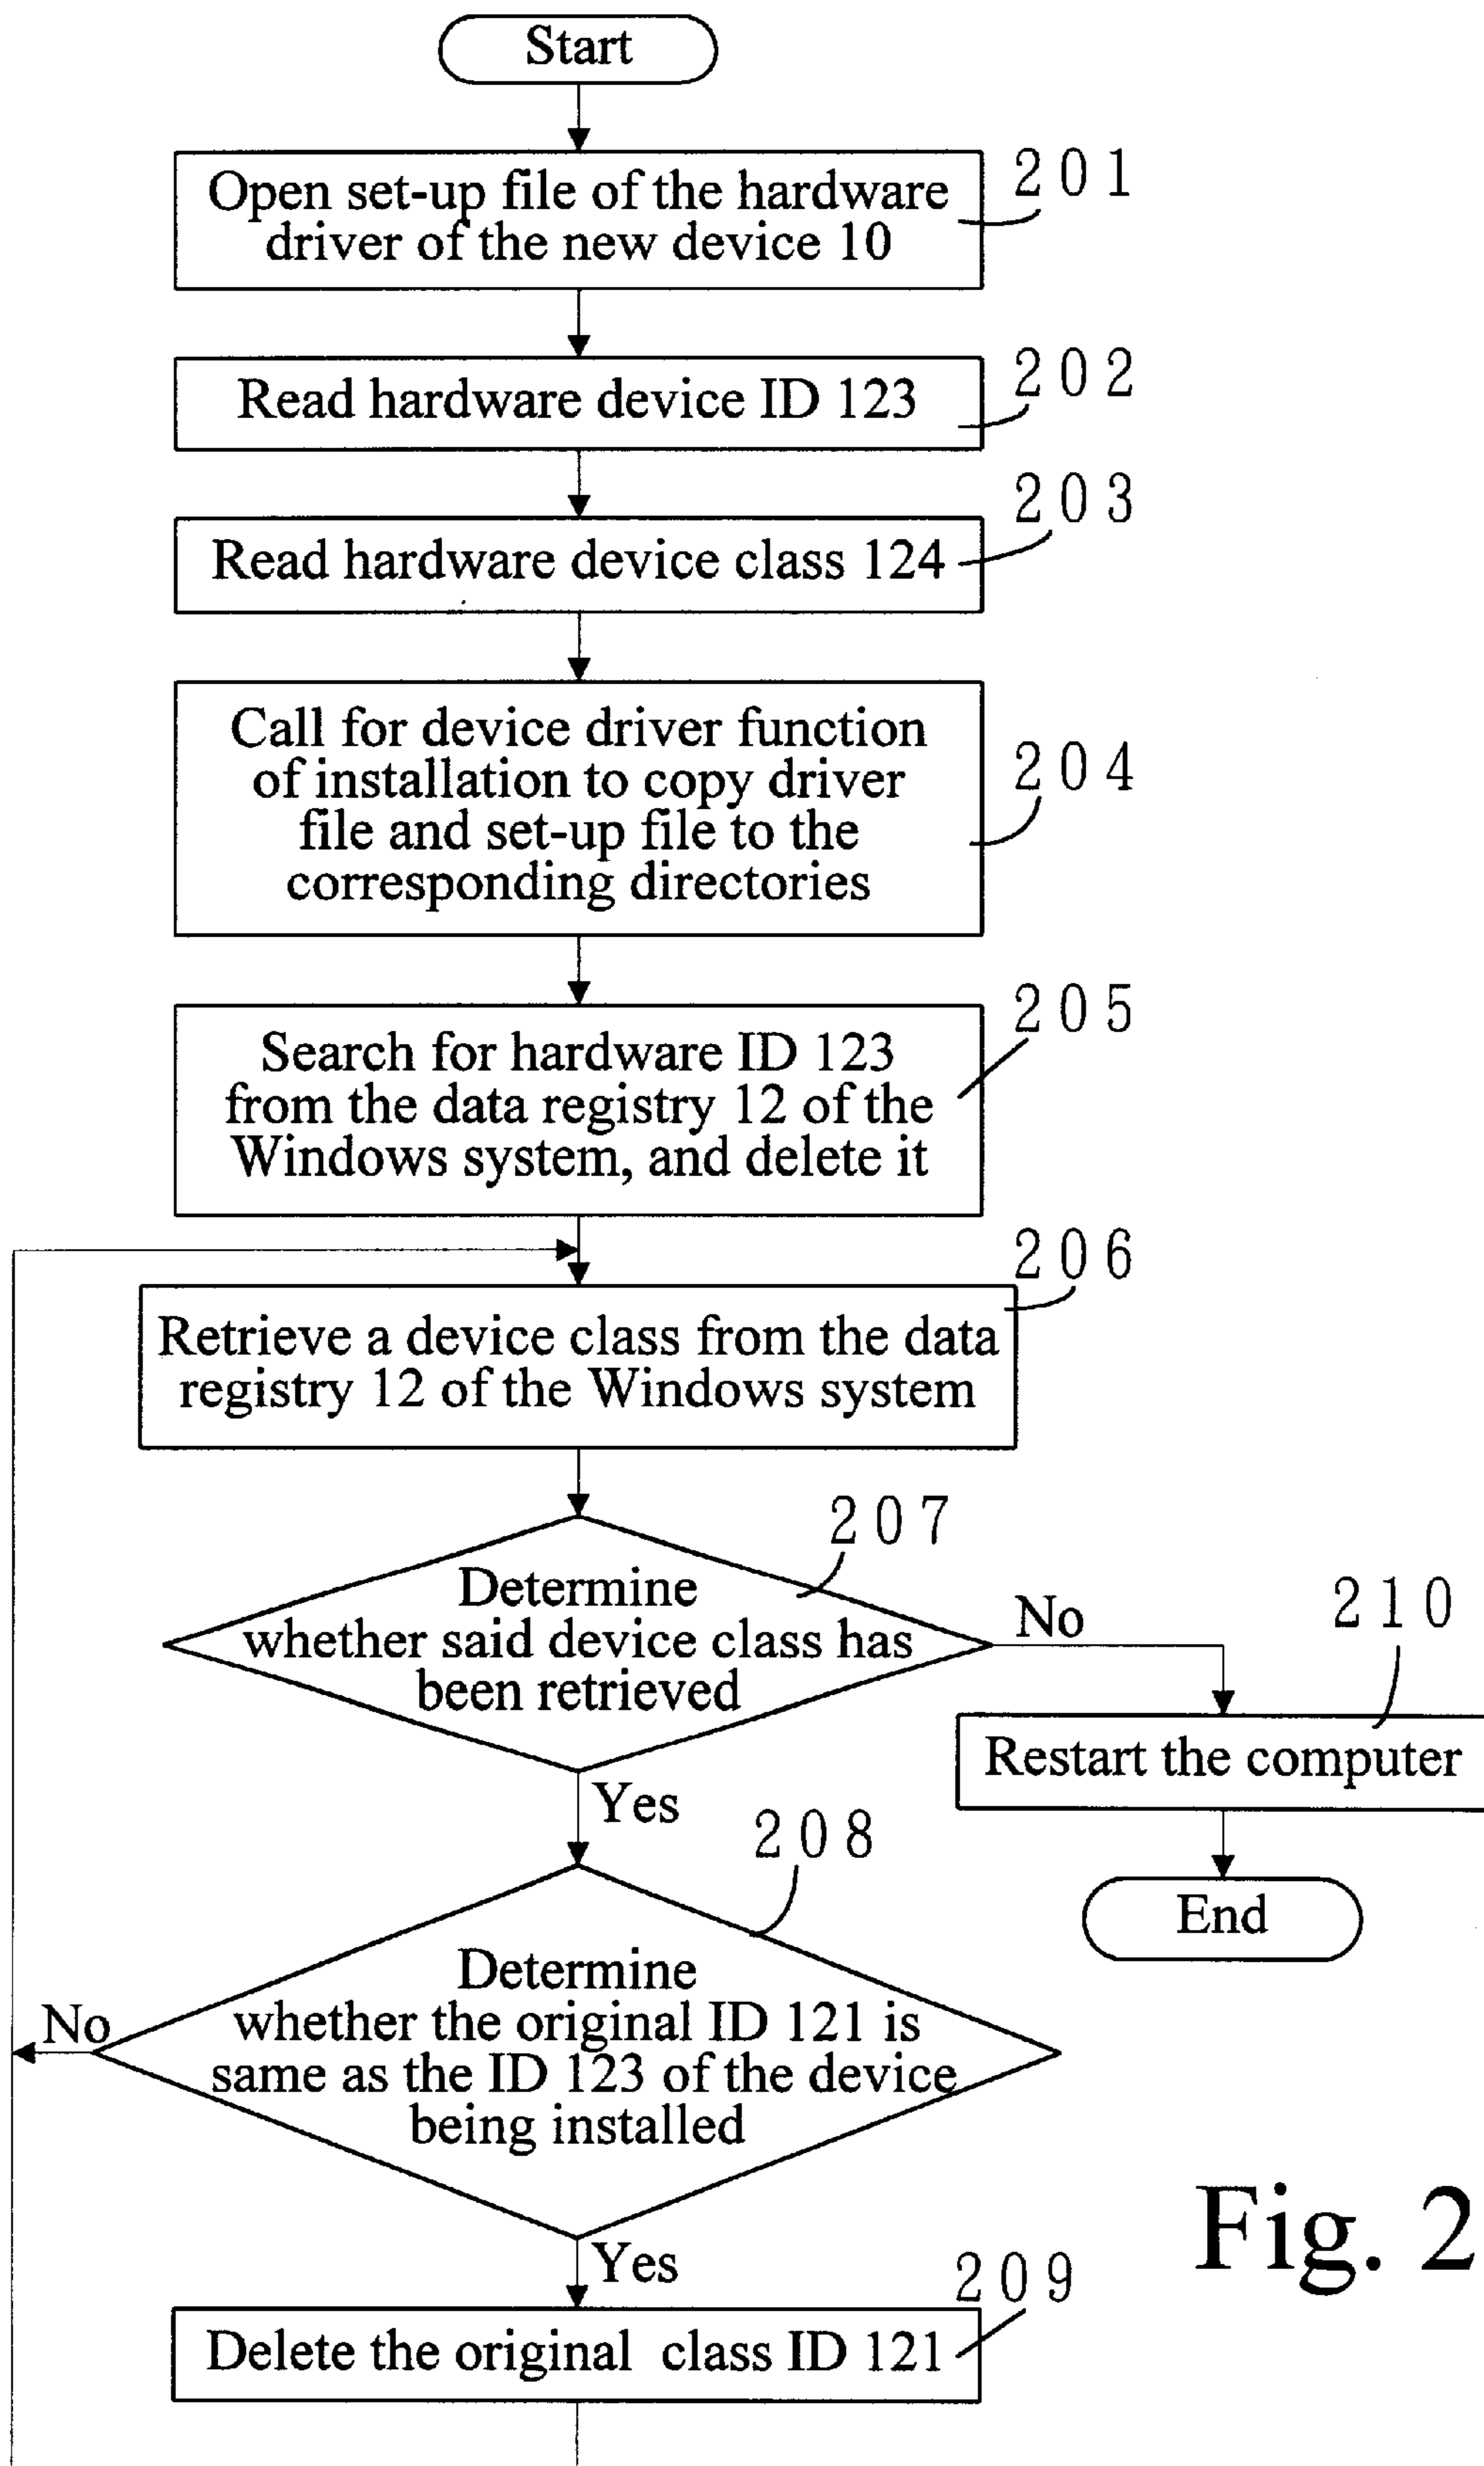 Start
201
Open set-up file of the hardware
driver of the new device 10
202
Read hardware device ID 123
203
Read hardware device class 124
204
Call for device driver function
of installation to copy driver
file and set-up file to the
corresponding directories
205
Search for hardware ID 123
from the data registry 12 of the
Windows system, and delete it
206
Retrieve a device class from the data
registry 12 of the Windows system
207
Determine
whether said device class has
been retrieved
No
210
Restart the computer
End
Yes
208
Determine
whether the original ID 121 is
same as the ID 123 of the device
being installed
No
Yes
209
Delete the original class ID 121
Fig. 2